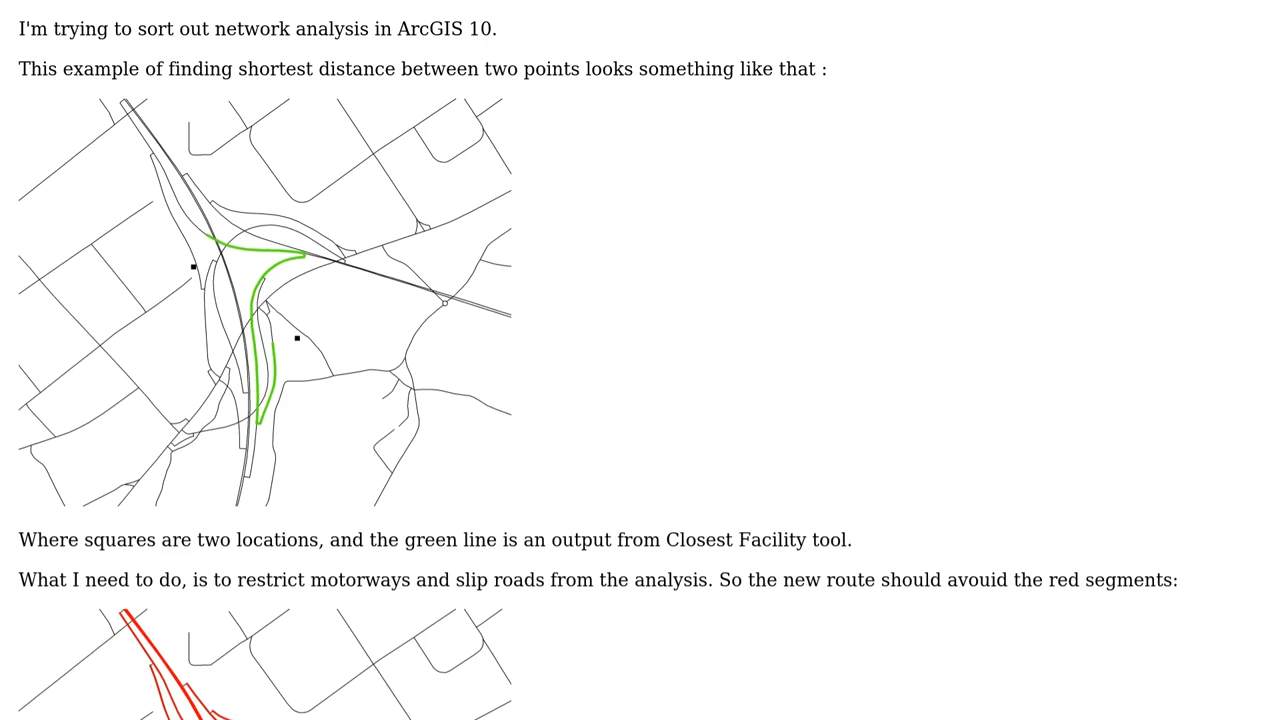 I'm trying to sort out network analysis in ArcGIS 10.
This example of finding shortest distance between two points looks something like that :
Where squares are two locations, and the green line is an output from Closest Facility tool.
What I need to do, is to restrict motorways and slip roads from the analysis. So the new route should avouid the red segments: